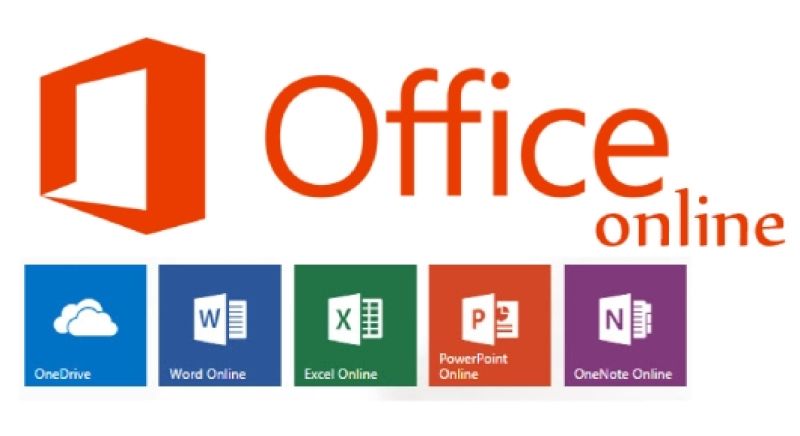 Office
online
OneDrive
W
Word Online
X
Excel Online
P
PowerPoint
Online
N
OneNote Online